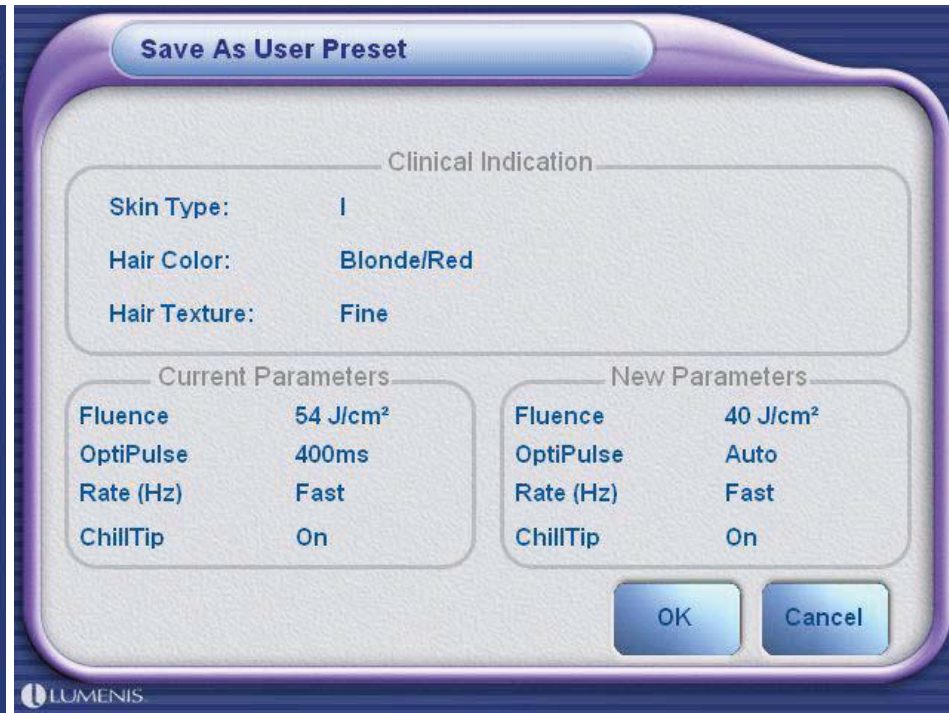 Save As User Preset
Clinical Indication
Skin Type: I
Hair Color: Blonde/Red
Hair Texture: Fine
Current Parameters
Fluence 54 J/cm²
OptiPulse 400ms
Rate (Hz) Fast
ChillTip On
New Parameters
Fluence 40 J/cm²
OptiPulse Auto
Rate (Hz) Fast
ChillTip On
OK
Cancel
LUMENIS